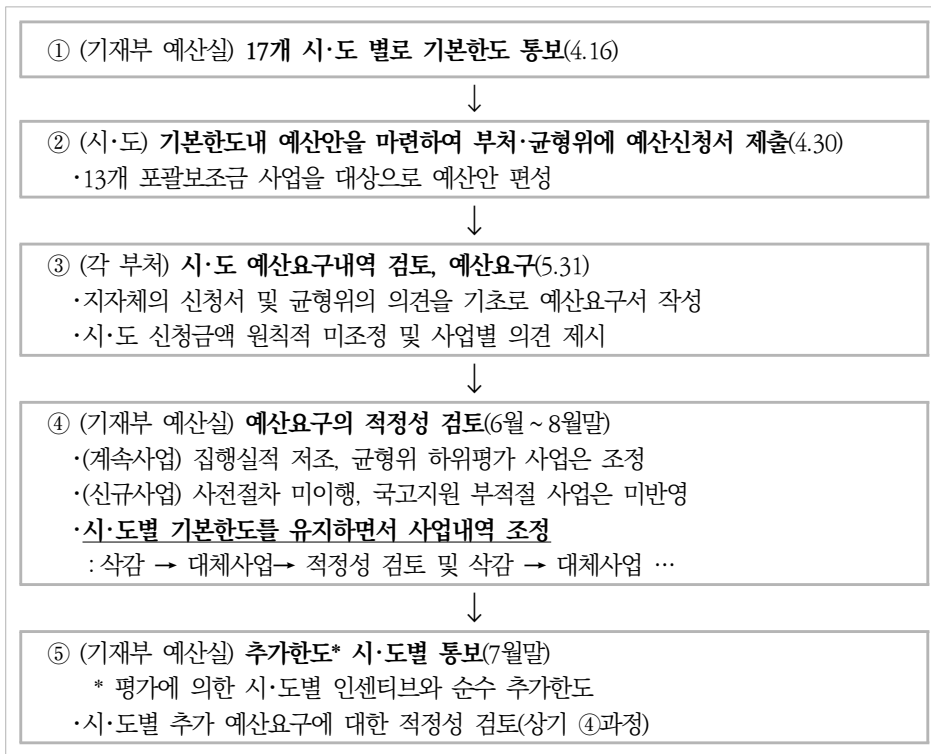 ① (기재부 예산실) 17개 시·도 별로 기본한도 통보(4.16)
↓
② (시·도) 기본한도내 예산안을 마련하여 부처·균형위에 예산신청서 제출(4.30)
·13개 포괄보조금 사업을 대상으로 예산안 편성
↓
③ (각 부처) 시·도 예산요구내역 검토, 예산요구(5.31)
·지자체의 신청서 및 균형위의 의견을 기초로 예산요구서 작성
·시·도 신청금액 원칙적 미조정 및 사업별 의견 제시
↓
④ (기재부 예산실) 예산요구의 적정성 검토(6월 ~ 8월말)
·(계속사업) 집행실적 저조, 균형위 하위평가 사업은 조정
·(신규사업) 사전절차 미이행, 국고지원 부적절 사업은 미반영
·시·도별 기본한도를 유지하면서 사업내역 조정
: 삭감 → 대체사업→ 적정성 검토 및 삭감 → 대체사업 …
↓
⑤ (기재부 예산실) 추가한도* 시·도별 통보(7월말)
* 평가에 의한 시·도별 인센티브와 순수 추가한도
·시·도별 추가 예산요구에 대한 적정성 검토(상기 ④과정)